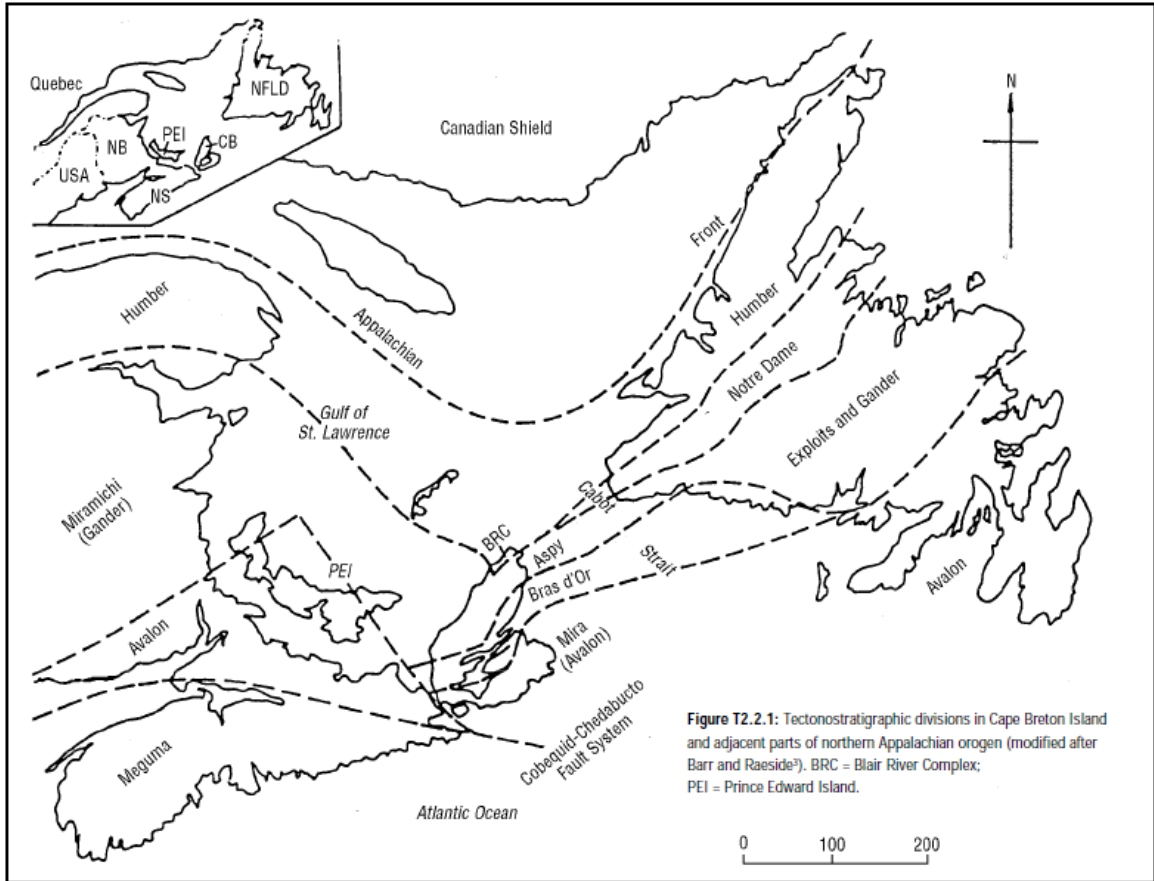 Quebec
NFLD
PEI
NB
CB
USA
NS
Canadian Shield
N
Front
Humber
Humber
Appalachian
Notre Dame
Gulf of
St. Lawrence
Exploits and Gander
Miramichi
(Gander)
Cabot
BRC
Aspy
Strait
PEI
Bras d'Or
Avalon
Avalon
Mira
(Avalon)
Meguma
Cobequid-Chedabucto
Fault System
Atlantic Ocean
Figure T2.2.1: Tectonostratigraphic divisions in Cape Breton Island
and adjacent parts of northern Appalachian orogen (modified after
Barr and Raeside³). BRC = Blair River Complex;
PEI = Prince Edward Island.
0 100 200